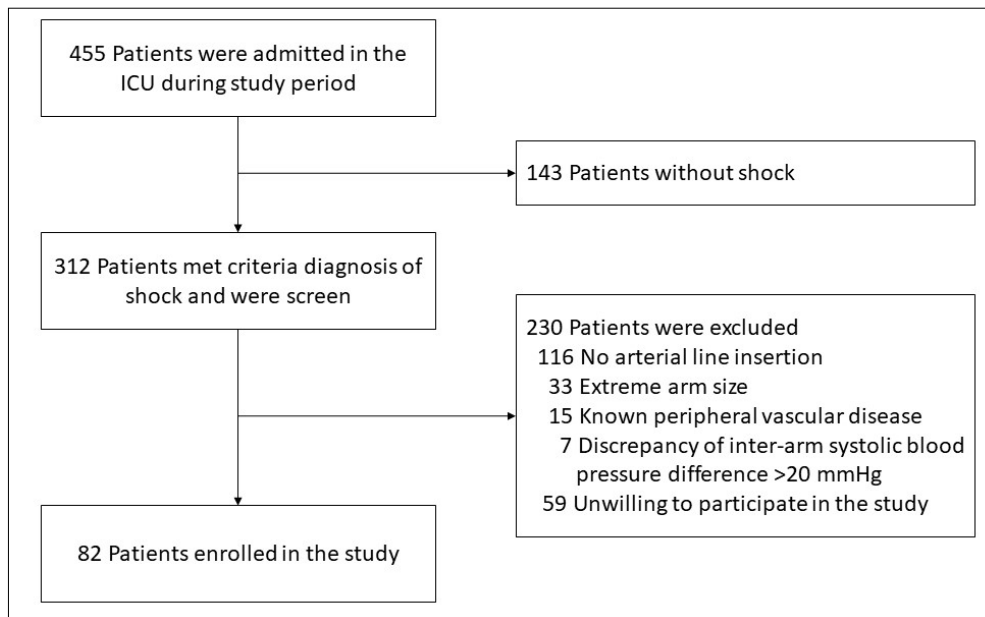 455 Patients were admitted in the
ICU during study period
143 Patients without shock
312 Patients met criteria diagnosis of
shock and were screen
230 Patients were excluded
116 No arterial line insertion
33 Extreme arm size
15 Known peripheral vascular disease
7 Discrepancy of inter-arm systolic blood
pressure difference >20 mmHg
59 Unwilling to participate in the study
82 Patients enrolled in the study